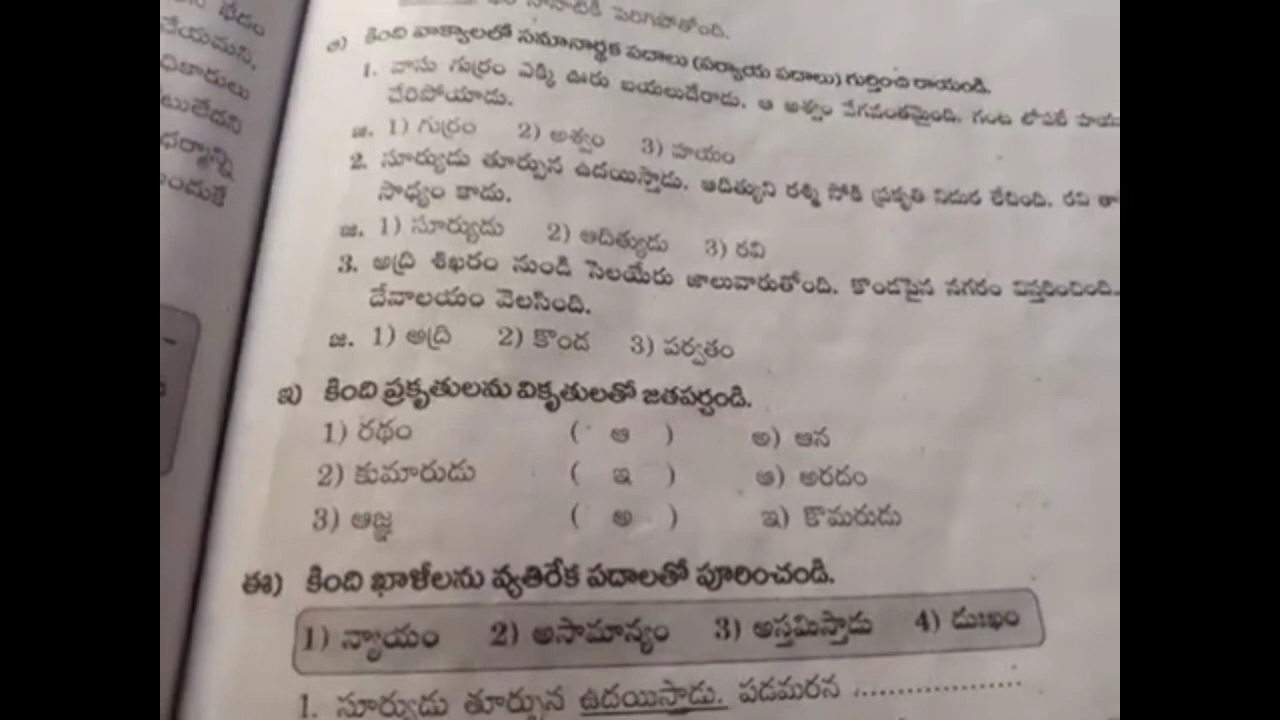 పెరిగిపోతోంది.
భేదం
చేయమని,
ఆ) కింది వాక్యాలలో సమానార్థక పదాలు (పర్యాయ పదాలు) గుర్తించి రాయండి.
1. వాసు గుర్రం ఎక్కి ఊరు బయలుదేరాడు. ఆ అశ్వం వేగవంతమైంది. గంట లోపలే
చేరిపోయాడు.
జ. 1) గుర్రం 2) అశ్వం 3) హయం
2. సూర్యుడు తూర్పున ఉదయిస్తాడు. ఆదిత్యుని రశ్మి సోకి ప్రకృతి నిదుర లేచింది. రవి
సాధ్యం కాడు.
జ. 1) సూర్యుడు 2) ఆదిత్యుడు 3) రవి
3. అద్రి శిఖరం నుండి సెలయేరు జాలువారుతోంది. కొండపైన నగరం విస్తరించింది.
దేవాలయం వెలసింది.
జ. 1) అద్రి 2) కొండ 3) పర్వతం
ఇ) కింది ప్రకృతులను వికృతులతో జతపర్చండి.
1) రథం ( ఆ ) అ) ఆన
2) కుమారుడు ( ఇ ) ఆ) అరదం
3) ఆజ్ఞ ( అ ) ఇ) కొమరుడు
ఈ) కింది ఖాళీలను వ్యతిరేక పదాలతో పూరించండి.
1) న్యాయం 2) అసామాన్యం 3) అస్తమిస్తాడు 4) దుఃఖం
1. సూర్యుడు తూర్పున ఉదయిస్తాడు. పడమరన ..................